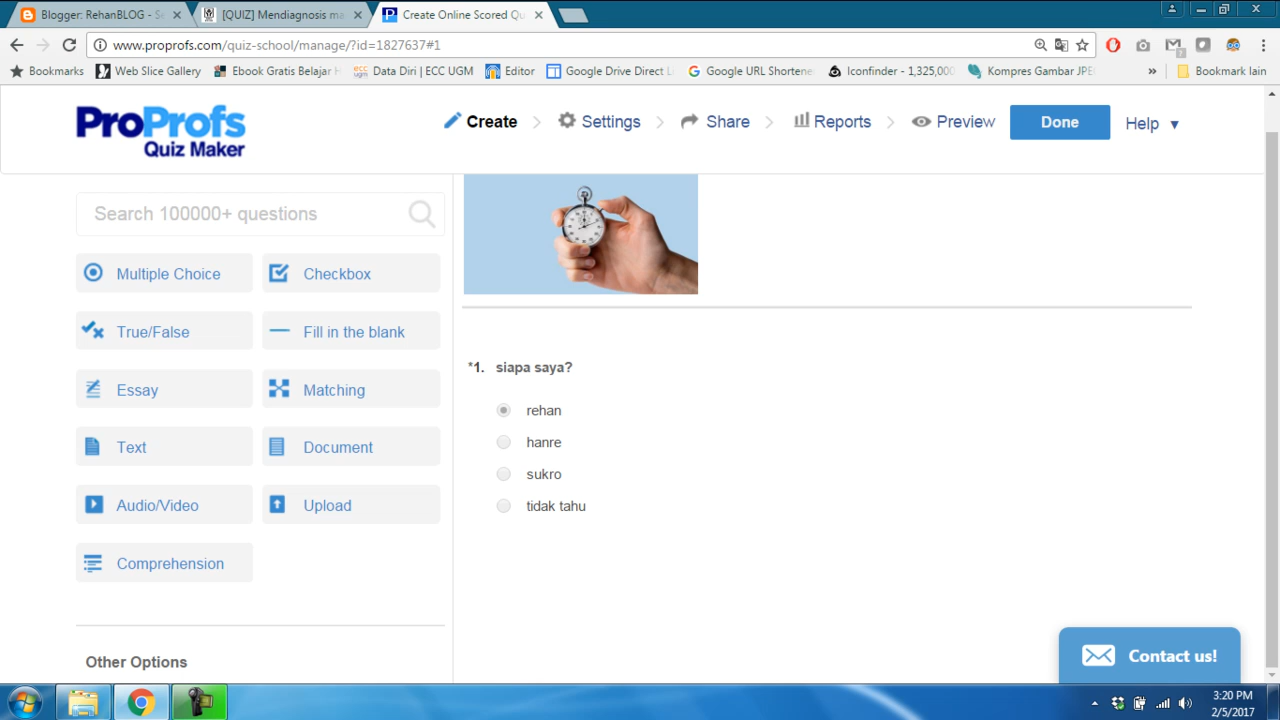 Blogger: RehanBLOG - Se
[QUIZ] Mendiagnosis ma
Create Online Scored Qu
www.proprofs.com/quiz-school/manage/?id=1827637#1
Bookmarks
Web Slice Gallery
Ebook Gratis Belajar H
Data Diri | ECC UGM
Editor
Google Drive Direct Li
Google URL Shortene
Iconfinder - 1,325,000
Kompres Gambar JPE
»
Bookmark lain
ProProfs
Quiz Maker
Create
Settings
Share
Reports
Preview
Done
Help
Search 100000+ questions
Multiple Choice
Checkbox
True/False
Fill in the blank
Essay
Matching
Text
Document
Audio/Video
Upload
Comprehension
Other Options
*1. siapa saya?
rehan
hanre
sukro
tidak tahu
Contact us!
3:20 PM
2/5/2017